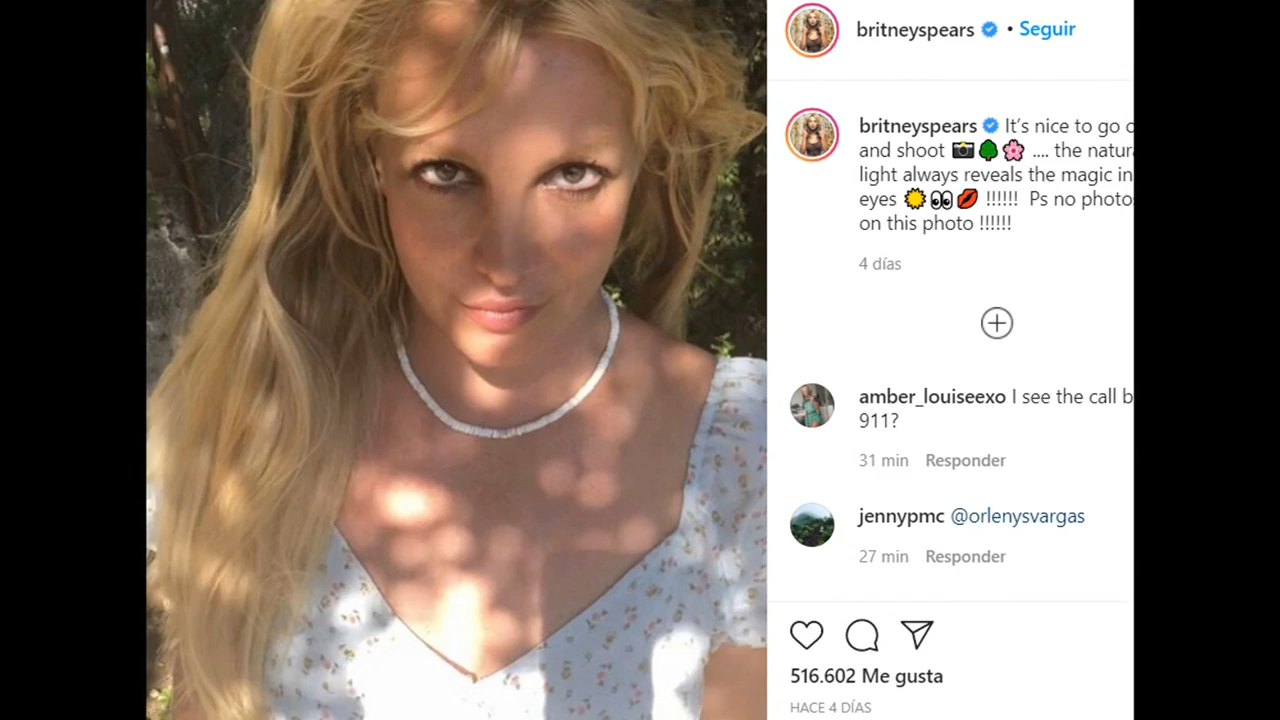 britneyspears • Seguir
britneyspears It's nice to go
and shoot 📷🌳🌸 .... the
light always reveals the magic in
eyes ☀️👀💋 !!!!!! Ps no
on this photo !!!!!!
4 días
amber_louiseexo I see the call
911?
31 min Responder
jennypmc @orlenysvargas
27 min Responder
516.602 Me gusta
HACE 4 DÍAS